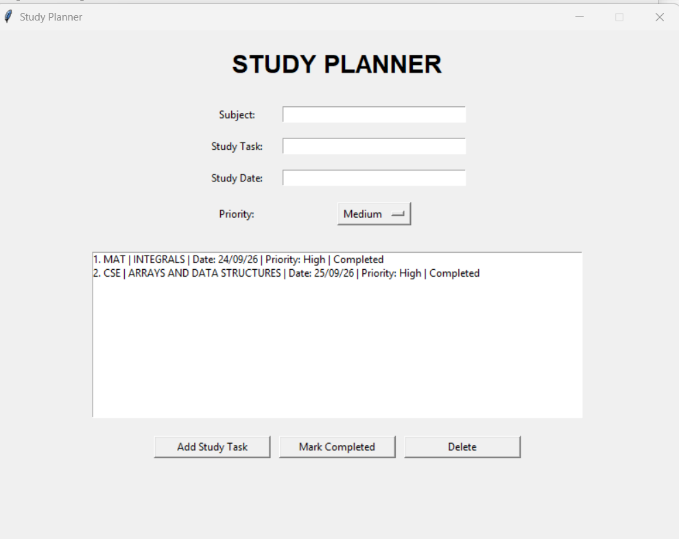 Study Planner
STUDY PLANNER
Subject:
Study Task:
Study Date:
Priority: Medium
1. MAT | INTEGRALS | Date: 24/09/26 | Priority: High | Completed
2. CSE | ARRAYS AND DATA STRUCTURES | Date: 25/09/26 | Priority: High | Completed
Add Study Task Mark Completed Delete